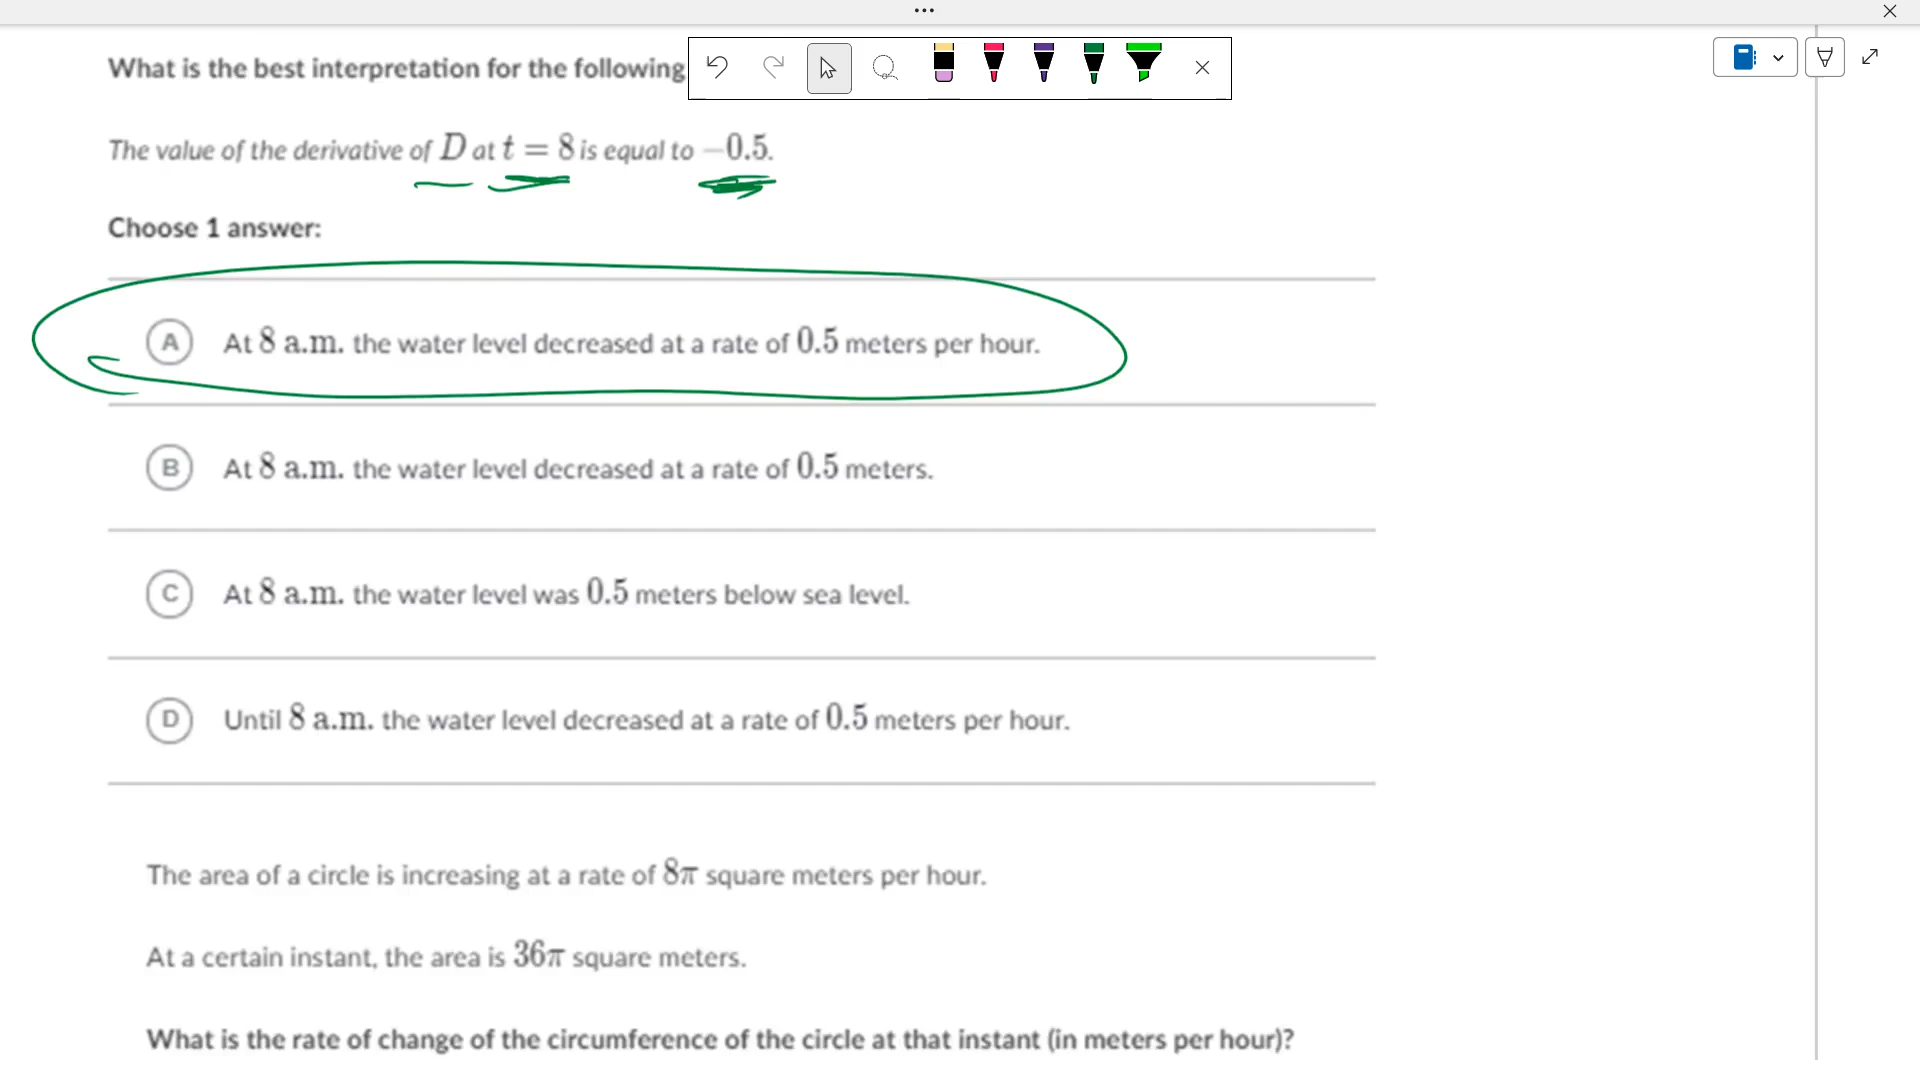 What is the best interpretation for the following
The value of the derivative of D at t = 8 is equal to −0.5.
Choose 1 answer:
A At 8 a.m. the water level decreased at a rate of 0.5 meters per hour.
B At 8 a.m. the water level decreased at a rate of 0.5 meters.
C At 8 a.m. the water level was 0.5 meters below sea level.
D Until 8 a.m. the water level decreased at a rate of 0.5 meters per hour.
The area of a circle is increasing at a rate of 8π square meters per hour.
At a certain instant, the area is 36π square meters.
What is the rate of change of the circumference of the circle at that instant (in meters per hour)?